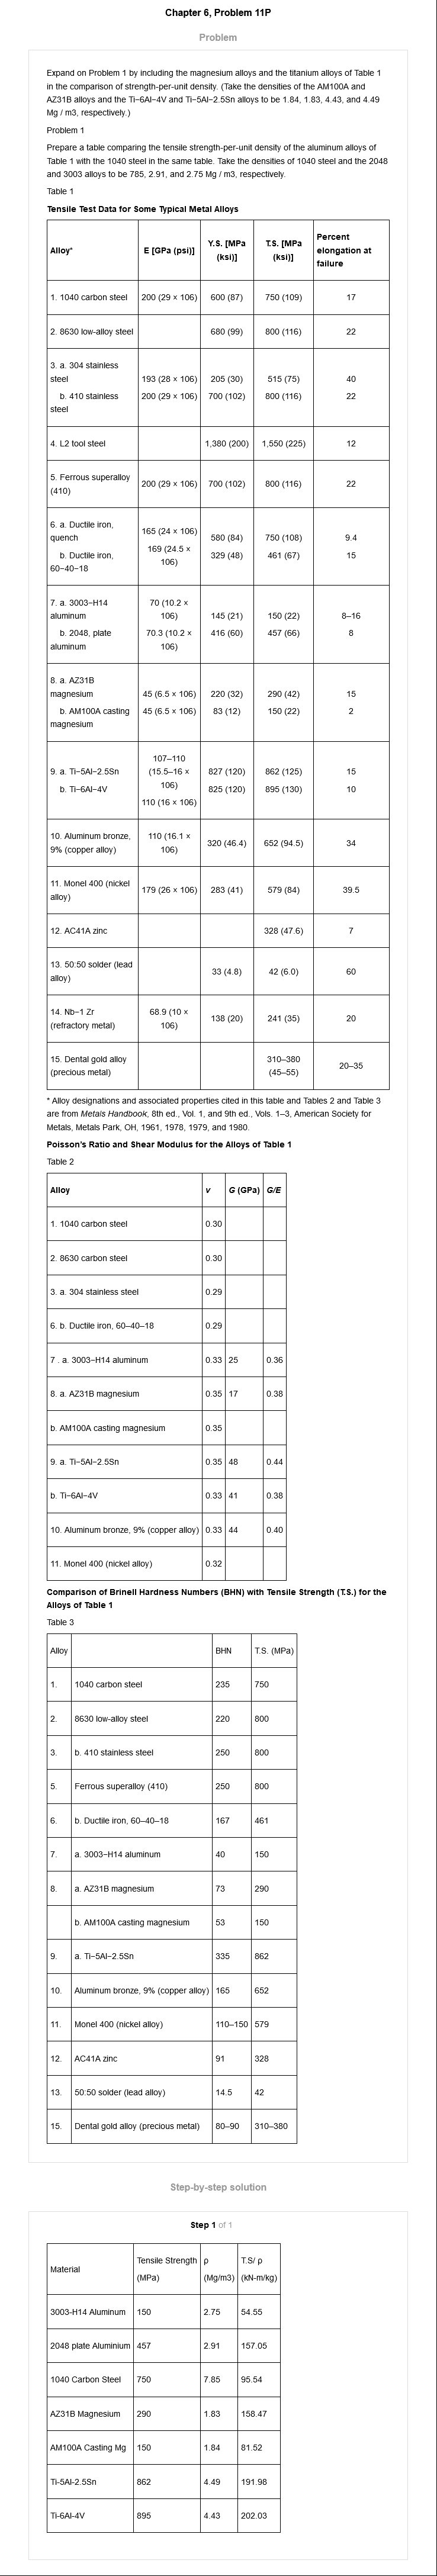 Chapter 6, Problem 11P
Problem
Expand on Problem 1 by including the magnesium alloys and the titanium alloys of Table 1
in the comparison of strength-per-unit density. (Take the densities of the AM100A and
AZ31B alloys and the Ti−6Al−4V and Ti−5Al−2.5Sn alloys to be 1.84, 1.83, 4.43, and 4.49
Mg / m3, respectively.)
Problem 1
Prepare a table comparing the tensile strength-per-unit density of the aluminum alloys of
Table 1 with the 1040 steel in the same table. Take the densities of 1040 steel and the 2048
and 3003 alloys to be 785, 2.91, and 2.75 Mg / m3, respectively.
Table 1
Tensile Test Data for Some Typical Metal Alloys
Alloy* E [GPa (psi)] Y.S. [MPa (ksi)] T.S. [MPa (ksi)] Percent elongation at failure
1. 1040 carbon steel 200 (29 × 106) 600 (87) 750 (109) 17
2. 8630 low-alloy steel 680 (99) 800 (116) 22
3. a. 304 stainless steel 193 (28 × 106) 205 (30) 515 (75) 40
b. 410 stainless steel 200 (29 × 106) 700 (102) 800 (116) 22
4. L2 tool steel 1,380 (200) 1,550 (225) 12
5. Ferrous superalloy (410) 200 (29 × 106) 700 (102) 800 (116) 22
6. a. Ductile iron, quench 165 (24 × 106) 580 (84) 750 (108) 9.4
b. Ductile iron, 60−40−18 169 (24.5 × 106) 329 (48) 461 (67) 15
7. a. 3003−H14 aluminum 70 (10.2 × 106) 145 (21) 150 (22) 8–16
b. 2048, plate aluminum 70.3 (10.2 × 106) 416 (60) 457 (66) 8
8. a. AZ31B magnesium 45 (6.5 × 106) 220 (32) 290 (42) 15
b. AM100A casting magnesium 45 (6.5 × 106) 83 (12) 150 (22) 2
9. a. Ti−5Al−2.5Sn 107–110 (15.5–16 × 106) 827 (120) 862 (125) 15
b. Ti−6Al−4V 110 (16 × 106) 825 (120) 895 (130) 10
10. Aluminum bronze, 9% (copper alloy) 110 (16.1 × 106) 320 (46.4) 652 (94.5) 34
11. Monel 400 (nickel alloy) 179 (26 × 106) 283 (41) 579 (84) 39.5
12. AC41A zinc 328 (47.6) 7
13. 50:50 solder (lead alloy) 33 (4.8) 42 (6.0) 60
14. Nb−1 Zr (refractory metal) 68.9 (10 × 106) 138 (20) 241 (35) 20
15. Dental gold alloy (precious metal) 310–380 (45–55) 20–35
* Alloy designations and associated properties cited in this table and Tables 2 and Table 3
are from Metals Handbook, 8th ed., Vol. 1, and 9th ed., Vols. 1–3, American Society for
Metals, Metals Park, OH, 1961, 1978, 1979, and 1980.
Poisson's Ratio and Shear Modulus for the Alloys of Table 1
Table 2
Alloy v G (GPa) G/E
1. 1040 carbon steel 0.30
2. 8630 carbon steel 0.30
3. a. 304 stainless steel 0.29
6. b. Ductile iron, 60–40–18 0.29
7 . a. 3003−H14 aluminum 0.33 25 0.36
8. a. AZ31B magnesium 0.35 17 0.38
b. AM100A casting magnesium 0.35
9. a. Ti−5Al−2.5Sn 0.35 48 0.44
b. Ti−6Al−4V 0.33 41 0.38
10. Aluminum bronze, 9% (copper alloy) 0.33 44 0.40
11. Monel 400 (nickel alloy) 0.32
Comparison of Brinell Hardness Numbers (BHN) with Tensile Strength (T.S.) for the
Alloys of Table 1
Table 3
Alloy BHN T.S. (MPa)
1. 1040 carbon steel 235 750
2. 8630 low-alloy steel 220 800
3. b. 410 stainless steel 250 800
5. Ferrous superalloy (410) 250 800
6. b. Ductile iron, 60–40–18 167 461
7. a. 3003−H14 aluminum 40 150
8. a. AZ31B magnesium 73 290
b. AM100A casting magnesium 53 150
9. a. Ti−5Al−2.5Sn 335 862
10. Aluminum bronze, 9% (copper alloy) 165 652
11. Monel 400 (nickel alloy) 110–150 579
12. AC41A zinc 91 328
13. 50:50 solder (lead alloy) 14.5 42
15. Dental gold alloy (precious metal) 80–90 310–380
Step-by-step solution
Step 1 of 1
Material Tensile Strength (MPa) ρ (Mg/m3) T.S/ ρ (kN-m/kg)
3003-H14 Aluminum 150 2.75 54.55
2048 plate Aluminium 457 2.91 157.05
1040 Carbon Steel 750 7.85 95.54
AZ31B Magnesium 290 1.83 158.47
AM100A Casting Mg 150 1.84 81.52
Ti-5Al-2.5Sn 862 4.49 191.98
Ti-6Al-4V 895 4.43 202.03